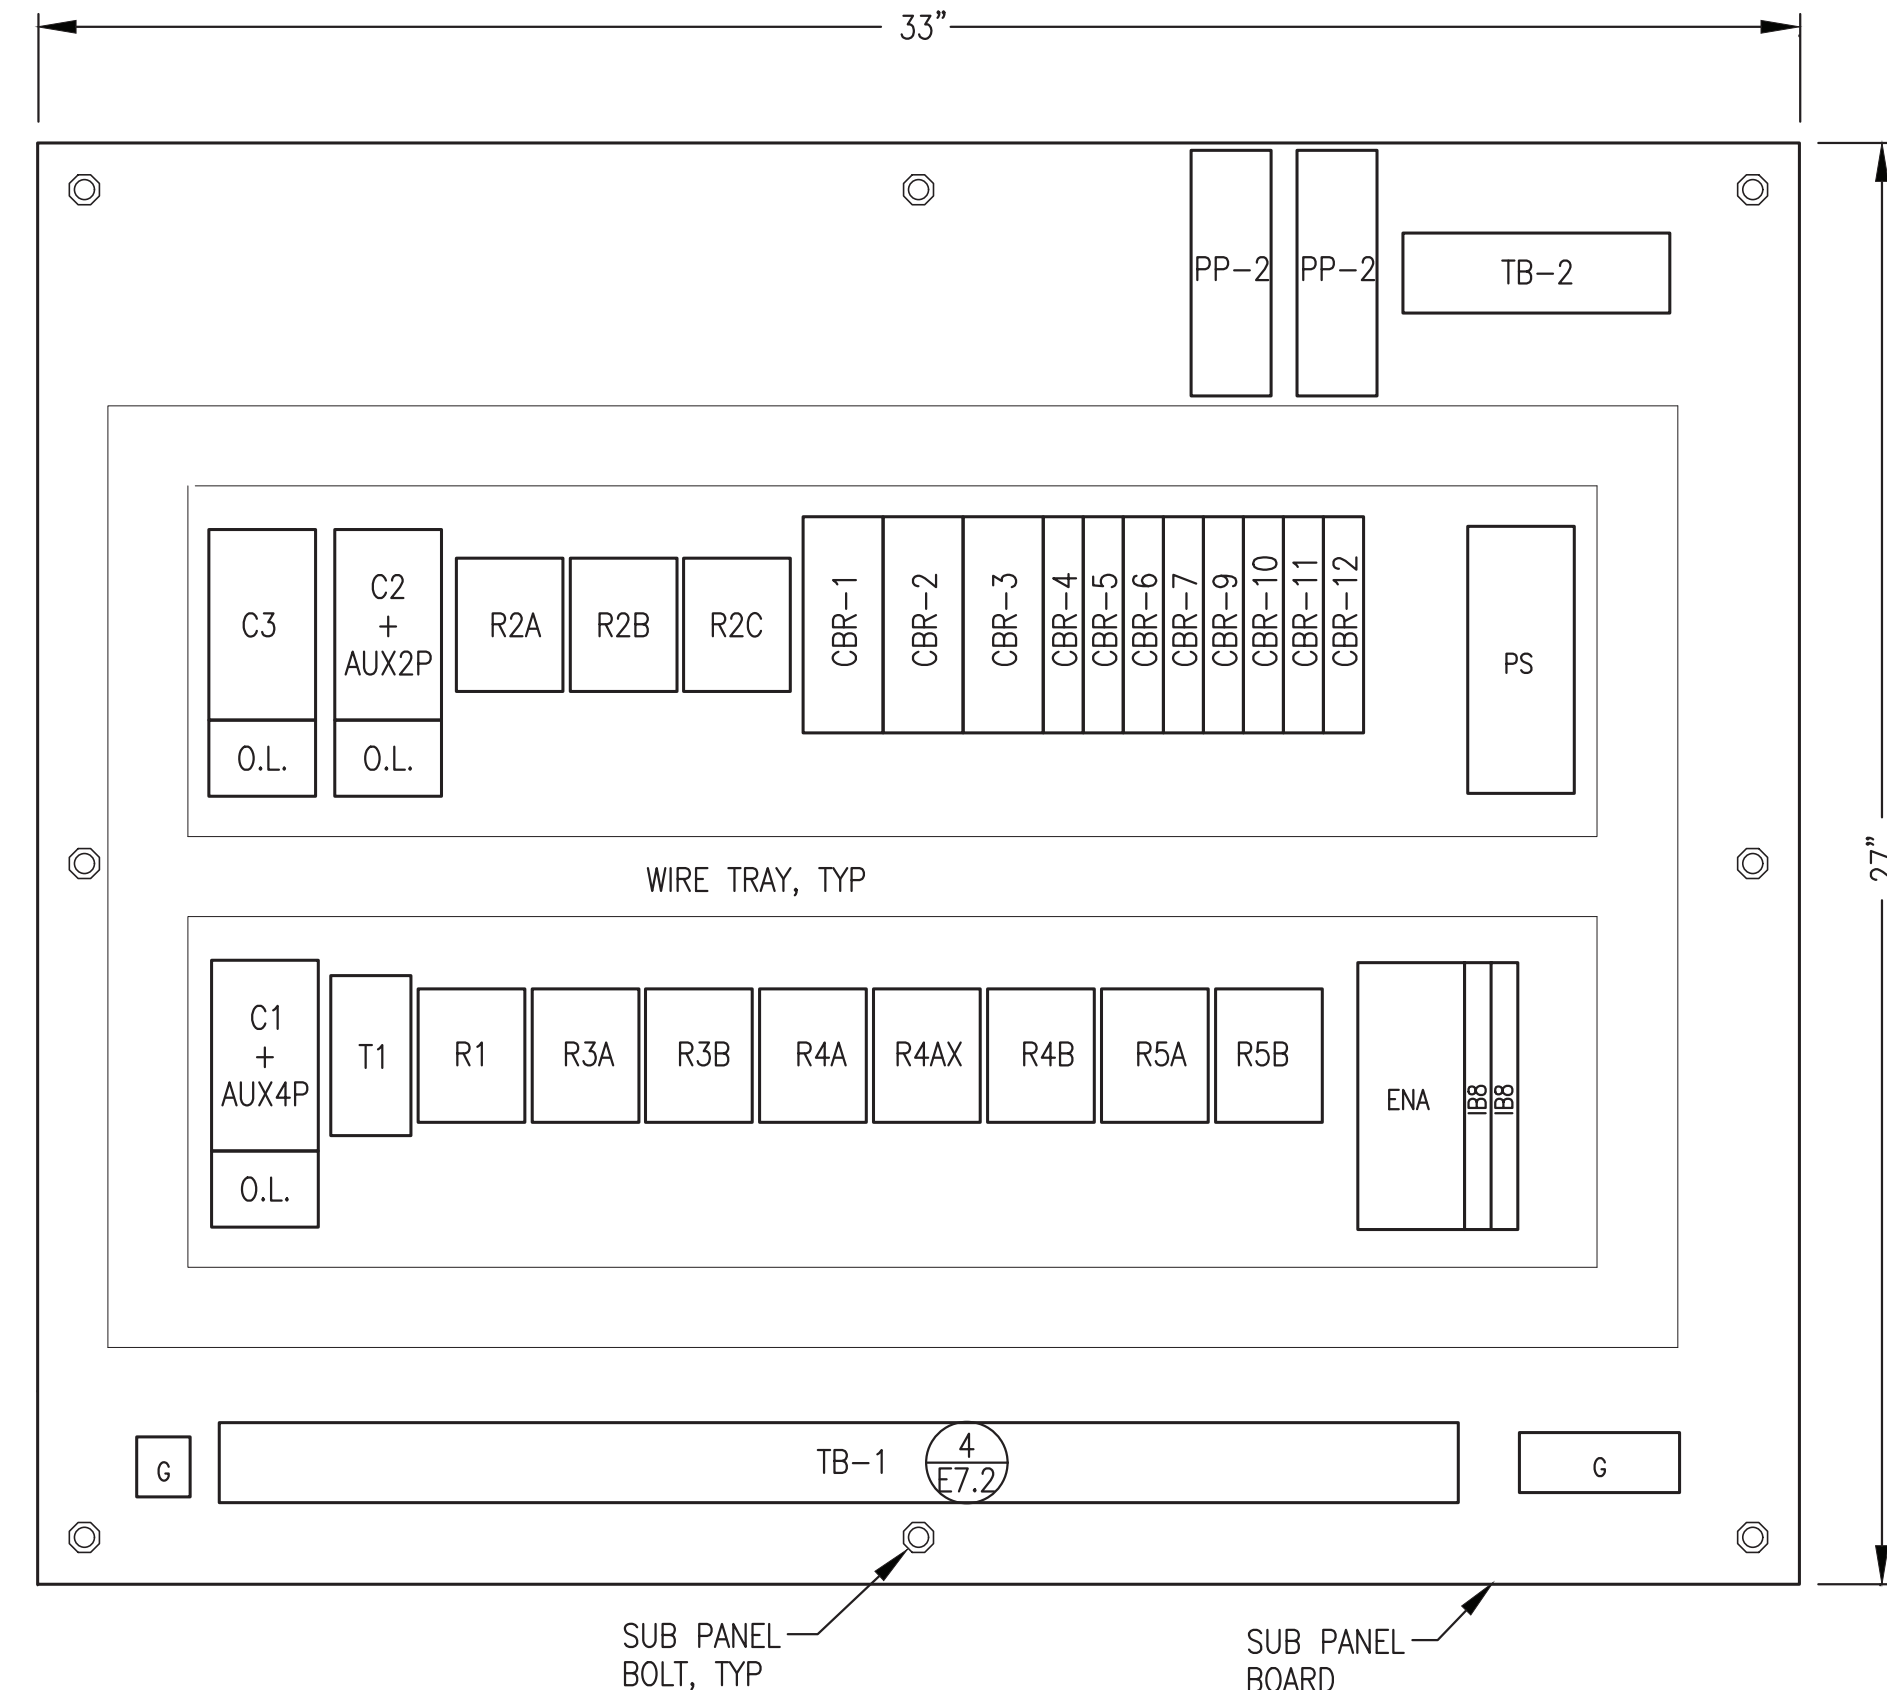 33"
PP-2
PP-2
TB-2
C3
O.L.
C2
+
AUX2P
O.L.
R2A
R2B
R2C
CBR-1
CBR-2
CBR-3
CBR-4
CBR-5
CBR-6
CBR-7
CBR-9
CBR-10
CBR-11
CBR-12
PS
27"
WIRE TRAY, TYP
C1
+
AUX4P
O.L.
T1
R1
R3A
R3B
R4A
R4AX
R4B
R5A
R5B
ENA
IB8
IB8
G
TB-1
4
E7.2
G
SUB PANEL
BOLT, TYP
SUB PANEL
BOARD